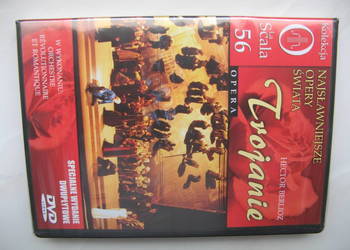 Kolekcja
La Scala
56
OPERA
NAJSŁAWNIEJSZE
OPERY
ŚWIATA
HECTOR BERLIOZ
Trojanie
W WYKONANIU:
ORCHESTRE
RÉVOLUTIONNAIRE
ET ROMANTIQUE
SPECJALNE WYDANIE
DWUPŁYTOWE
DVD